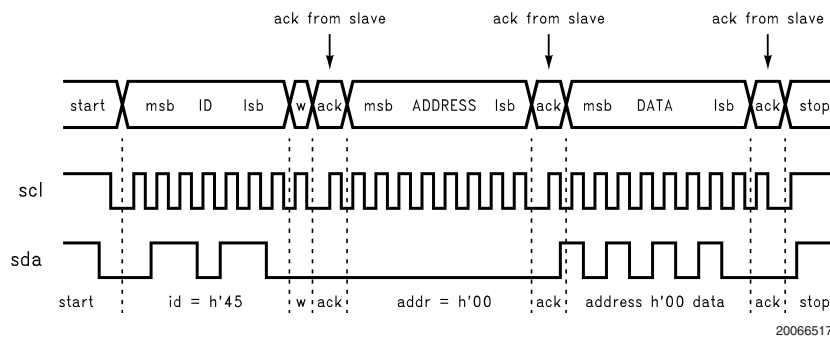 ack from slave ack from slave ack from slave
start msb ID lsb w ack msb ADDRESS lsb ack msb DATA lsb ack stop
scl
sda
start id = h'45 w ack addr = h'00 ack address h'00 data ack stop
20066517